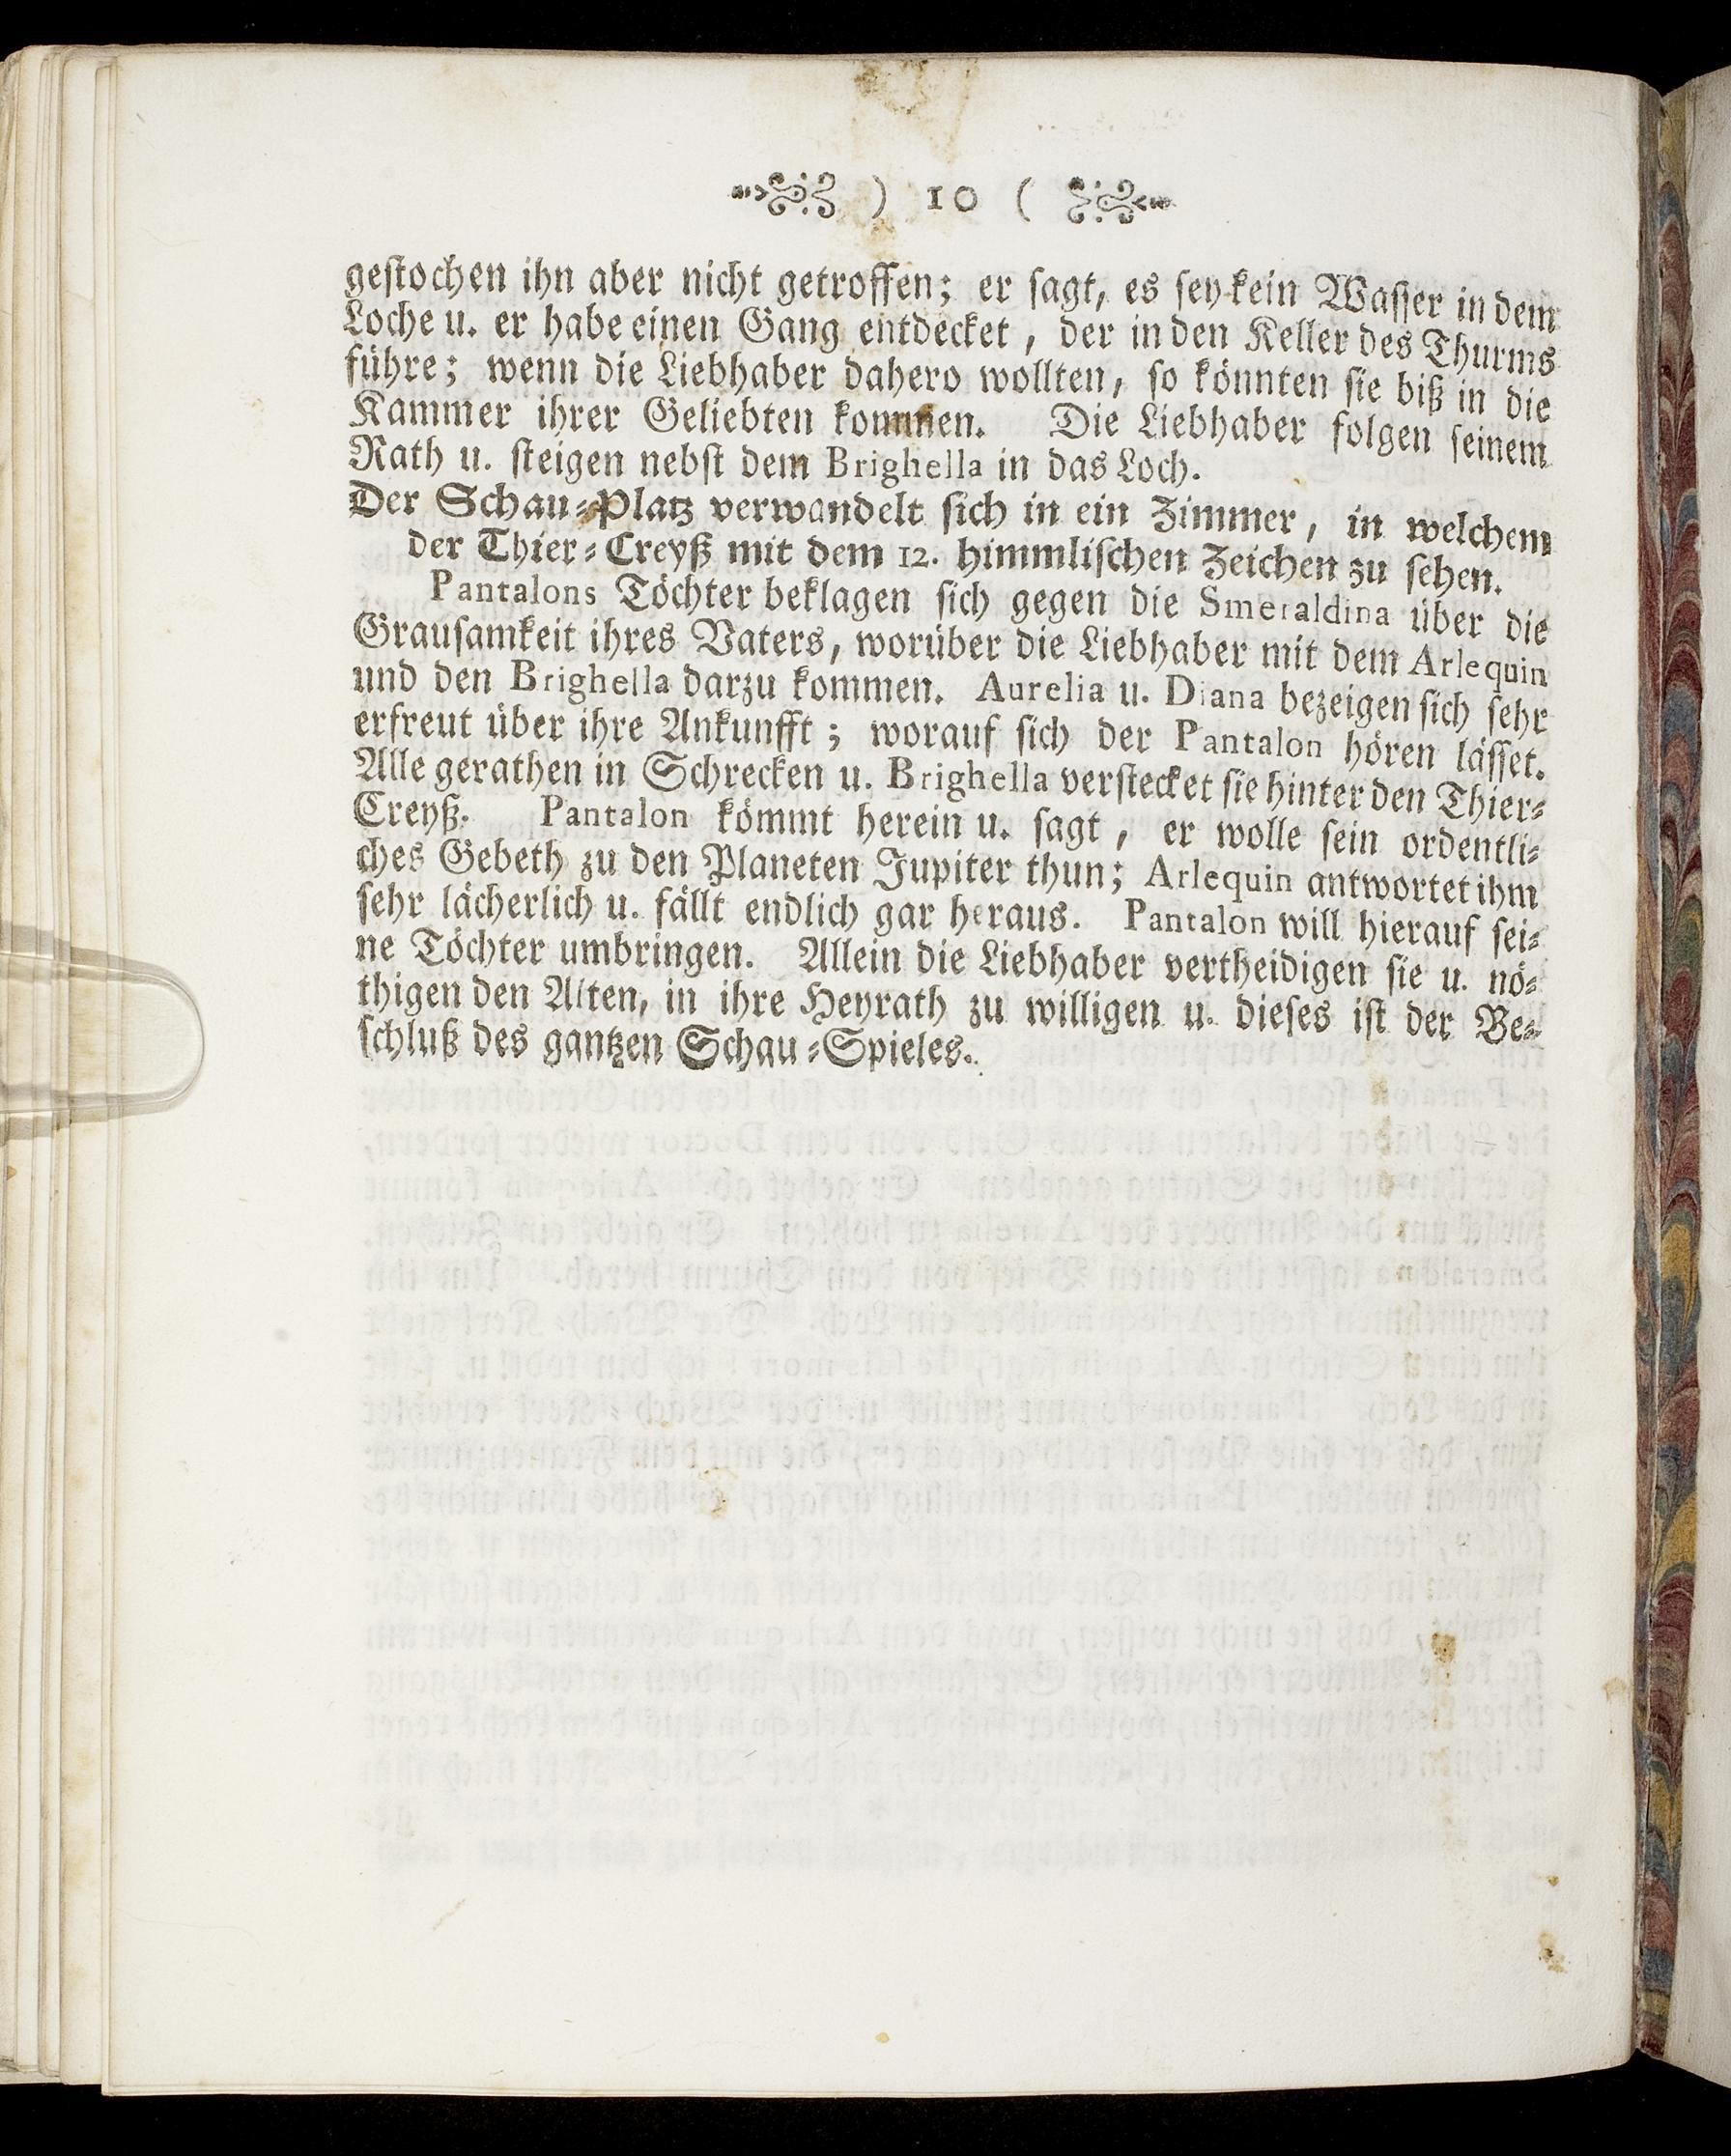 ) 10 (
gestochen ihn aber nicht getroffen; er sagt, es sey kein Wasser in dem
Loche u. er habe einen Gang entdecket, der in den Keller des Thurms
führe; wenn die Liebhaber dahero wollten, so könnten sie biß in die
Kammer ihrer Geliebten kommen. Die Liebhaber folgen seinem
Rath u. steigen nebst dem Brighella in das Loch.
Der Schau-Platz verwandelt sich in ein Zimmer, in welchem
der Thier-Creyß mit dem 12. himmlischen Zeichen zu sehen.
Pantalons Töchter beklagen sich gegen die Smeraldina über die
Grausamkeit ihres Vaters, worüber die Liebhaber mit dem Arlequin
und den Brighella darzu kommen. Aurelia u. Diana bezeigen sich sehr
erfreut über ihre Ankunfft; worauf sich der Pantalon hören lässet.
Alle gerathen in Schrecken u. Brighella verstecket sie hinter den Thier-
Creyß. Pantalon kömmt herein u. sagt, er wolle sein ordentli-
ches Gebeth zu den Planeten Jupiter thun; Arlequin antwortet ihm
sehr lächerlich u. fällt endlich gar heraus. Pantalon will hierauf sei-
ne Töchter umbringen. Allein die Liebhaber vertheidigen sie u. nö-
thigen den Alten, in ihre Heyrath zu willigen u. dieses ist der Be-
schluß des gantzen Schau-Spieles.